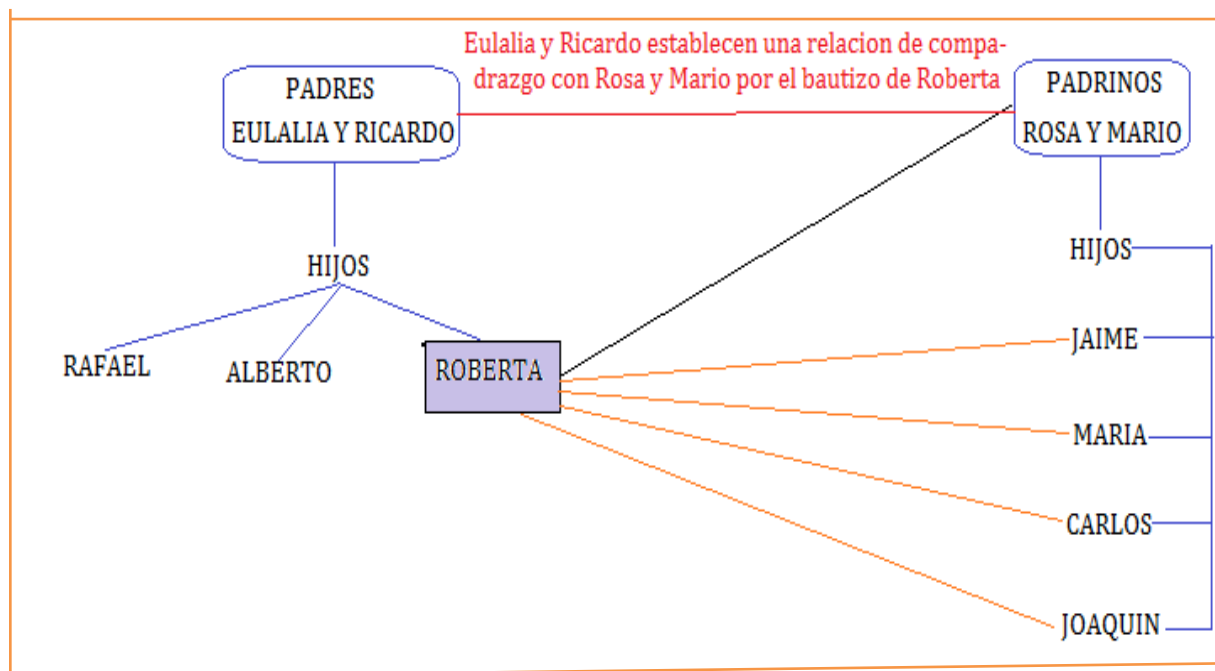 Eulalia y Ricardo establecen una relacion de compa-
drazgo con Rosa y Mario por el bautizo de Roberta
PADRES
EULALIA Y RICARDO
PADRINOS
ROSA Y MARIO
HIJOS
RAFAEL
ALBERTO
ROBERTA
HIJOS
JAIME
MARIA
CARLOS
JOAQUIN